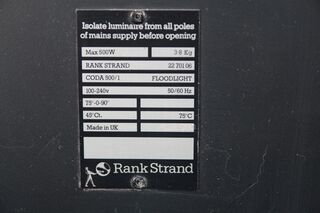 Isolate luminaire from all poles
of mains supply before opening
Max 500W 3·8 Kg
RANK STRAND 22 701 06
CODA 500/1 FLOODLIGHT
100-240v 50/60 Hz
75°-0-90°
45°Ct. 75°C
Made in UK
Rank Strand